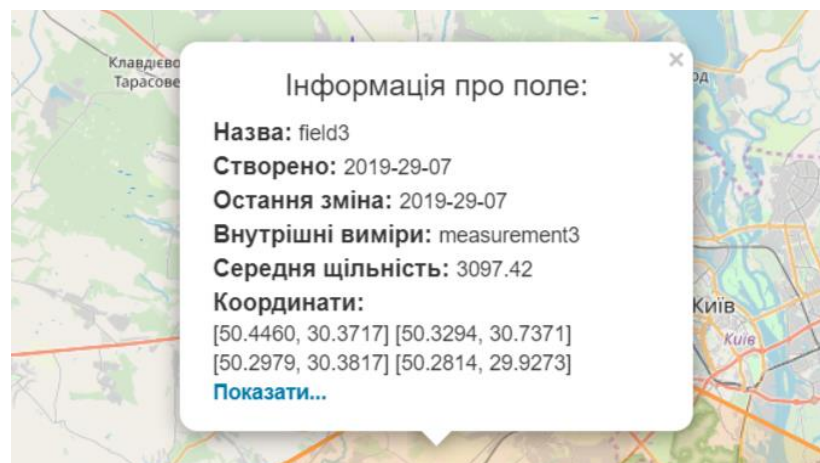 Клавдієво
Тарасове
Інформація про поле:
×
Назва: field3
Створено: 2019-29-07
Остання зміна: 2019-29-07
Внутрішні виміри: measurement3
Середня щільність: 3097.42
Координати:
[50.4460, 30.3717] [50.3294, 30.7371]
[50.2979, 30.3817] [50.2814, 29.9273]
Показати...
Київ
Київ